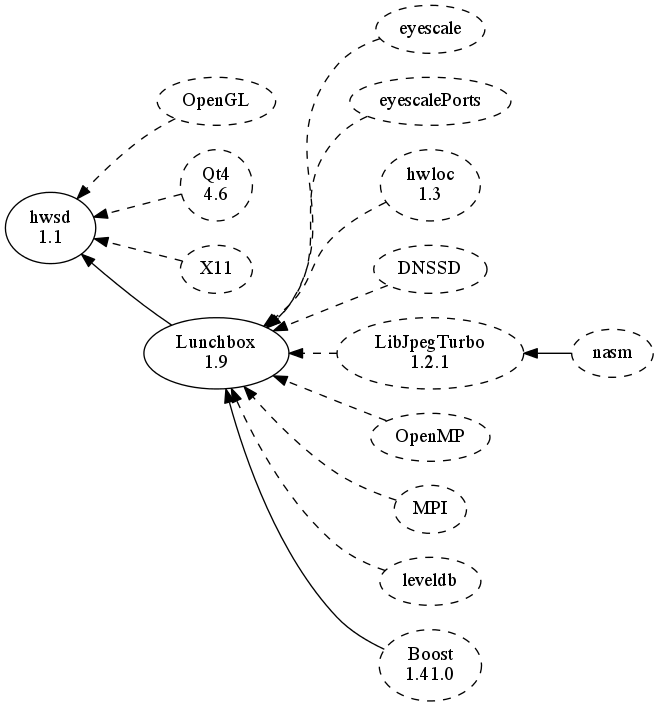 eyescale
OpenGL
eyescalePorts
Qt4
4.6
hwloc
1.3
hwsd
1.1
X11
DNSSD
Lunchbox
1.9
LibJpegTurbo
1.2.1
nasm
OpenMP
MPI
leveldb
Boost
1.41.0